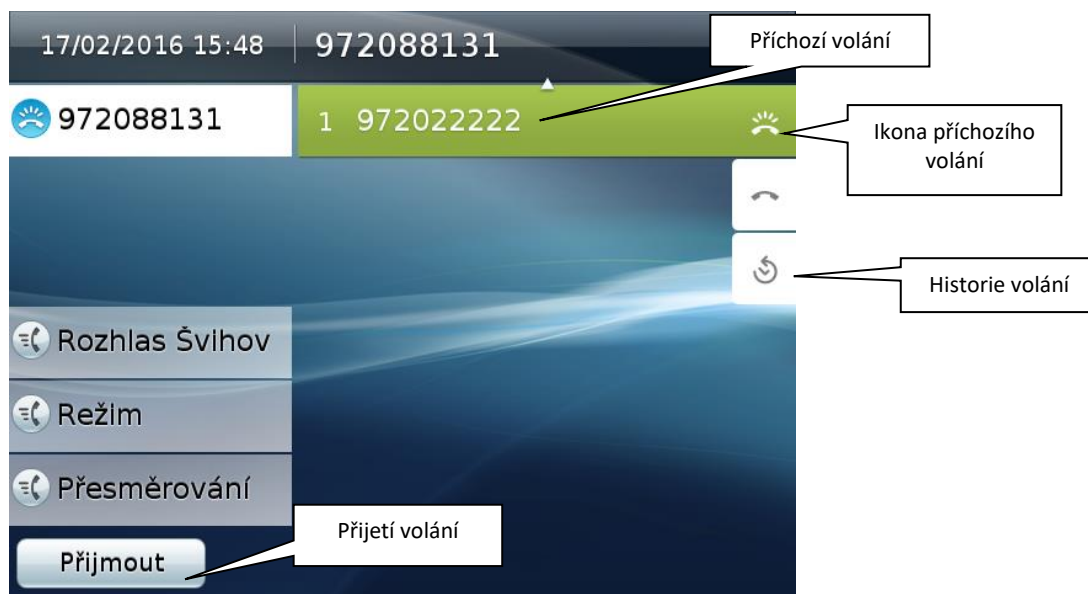 17/02/2016 15:48
972088131
Příchozí volání
972088131
1 972022222
Ikona příchozího
volání
Historie volání
Rozhlas Švihov
Režim
Přesměrování
Přijetí volání
Přijmout